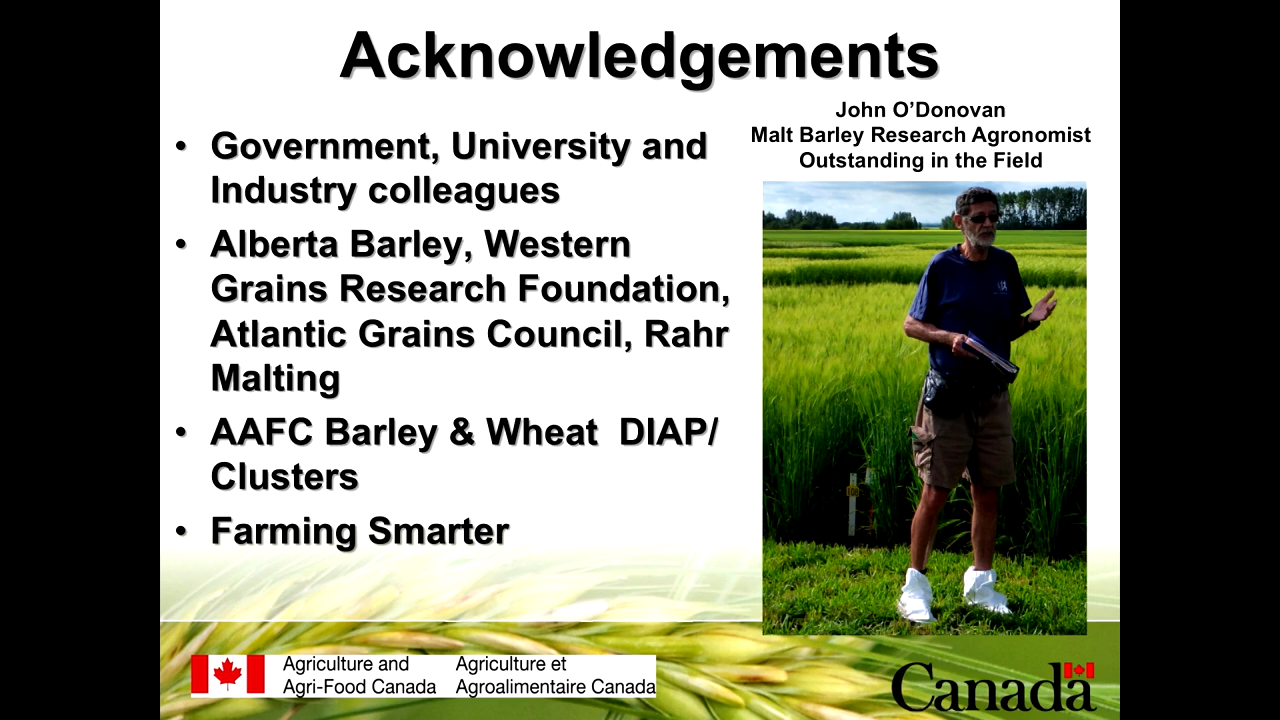 Acknowledgements
John O’Donovan
Malt Barley Research Agronomist
Outstanding in the Field
• Government, University and
Industry colleagues
• Alberta Barley, Western
Grains Research Foundation,
Atlantic Grains Council, Rahr
Malting
• AAFC Barley & Wheat  DIAP/
Clusters
• Farming Smarter
Agriculture and
Agri-Food Canada
Agriculture et
Agroalimentaire Canada
Canada